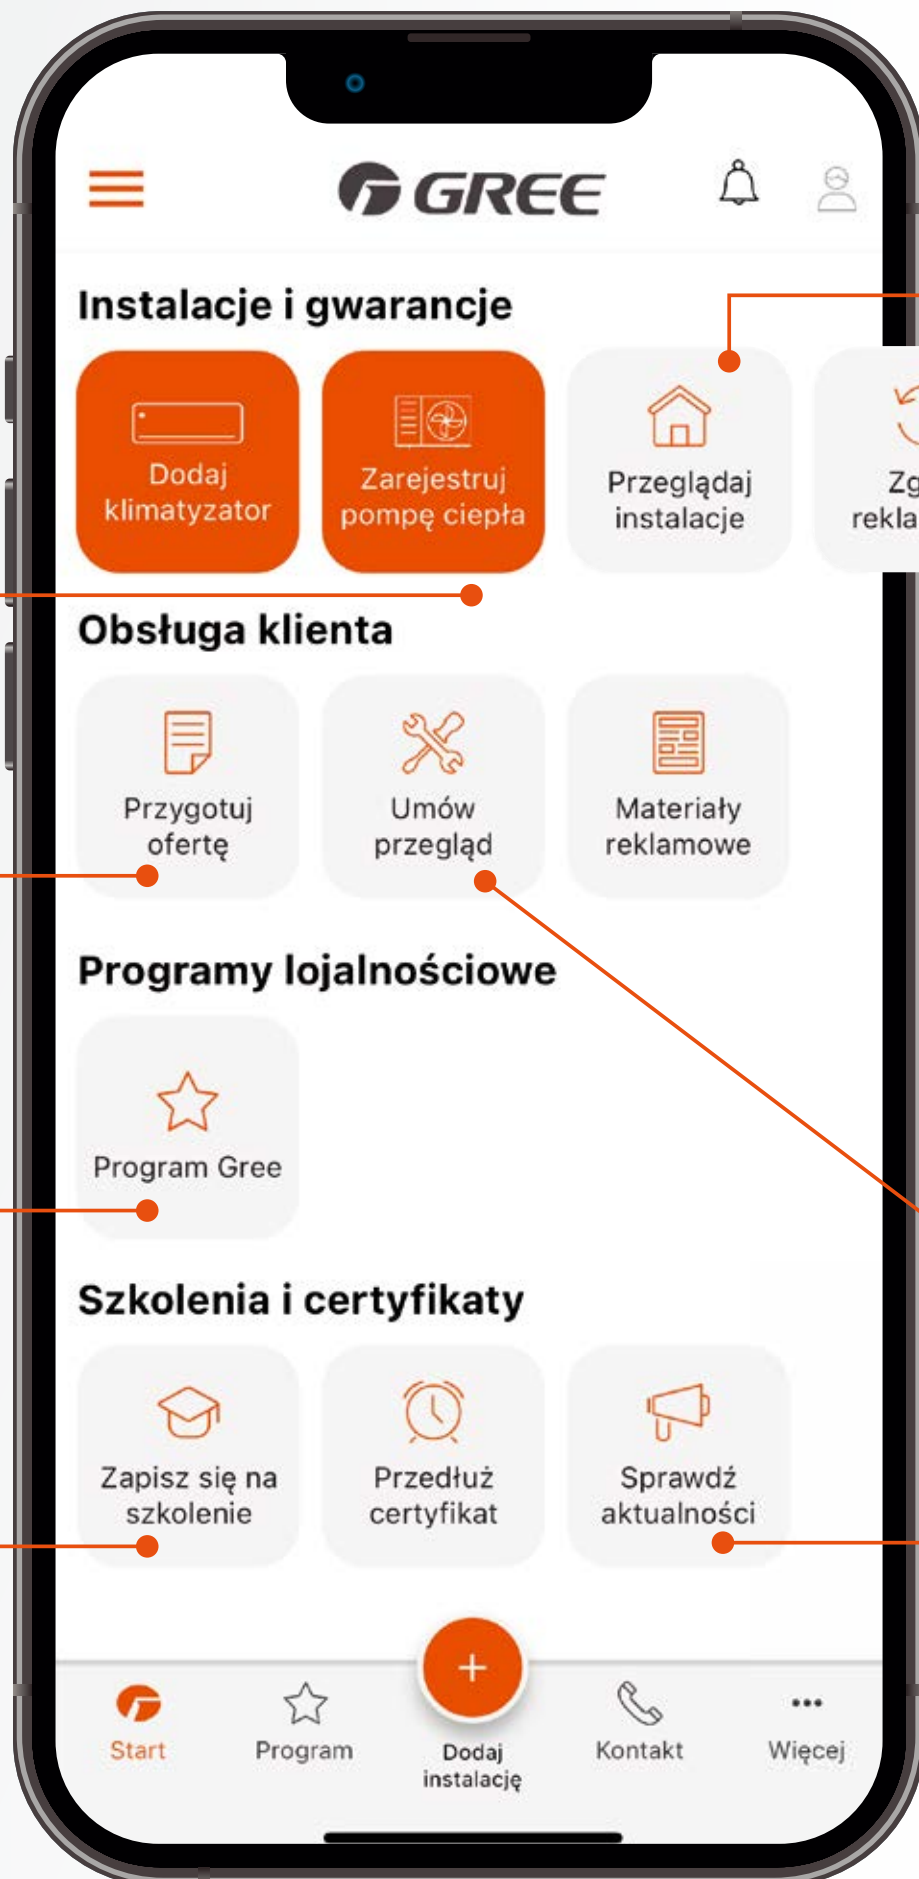 GREE
Instalacje i gwarancje
Dodaj
klimatyzator
Zarejestruj
pompę ciepła
Przeglądaj
instalacje
Zg
rekla
Obsługa klienta
Przygotuj
ofertę
Umów
przegląd
Materiały
reklamowe
Programy lojalnościowe
Program Gree
Szkolenia i certyfikaty
Zapisz się na
szkolenie
Przedłuż
certyfikat
Sprawdź
aktualności
Start
Program
Dodaj
instalację
Kontakt
Więcej